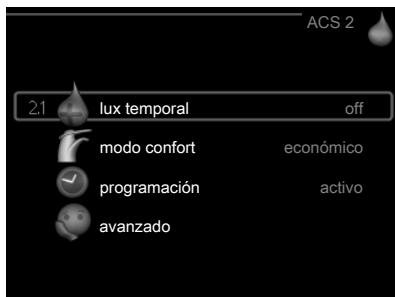 ACS 2
2.1 lux temporal off
modo confort económico
programación activo
avanzado